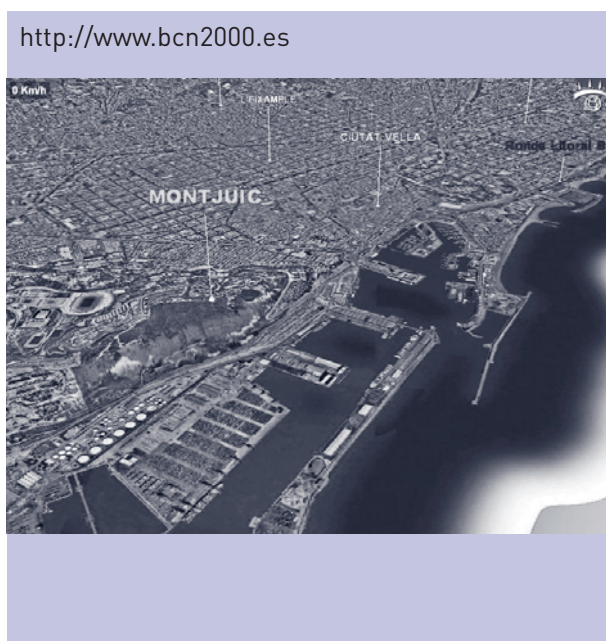 http://www.bcn2000.es
0 Km/h
L'EIXAMPLE
CIUTAT VELLA
Ronda Litoral B
MONTJUIC